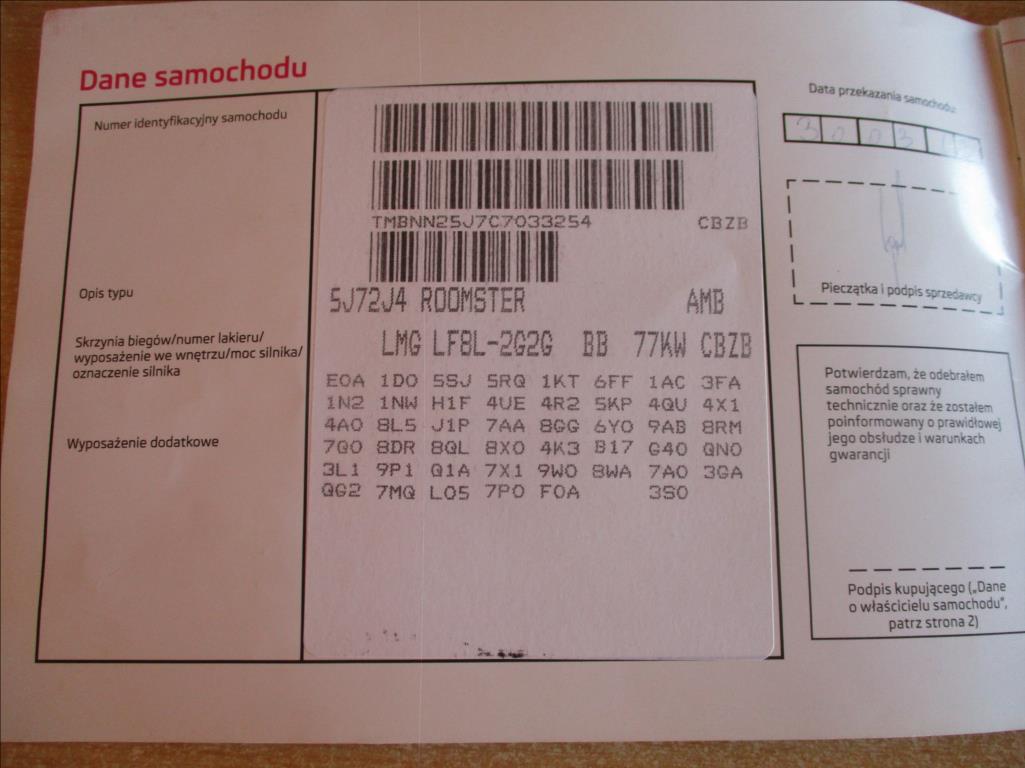 Dane samochodu
Numer identyfikacyjny samochodu
TMBNN25J7C7033254 CBZB
Opis typu
5J72J4 ROOMSTER AMB
Skrzynia biegów/numer lakieru/
wyposażenie we wnętrzu/moc silnika/
oznaczenie silnika
LMG LF8L-2G2G BB 77KW CBZB
Wyposażenie dodatkowe
E0A 1D0 5SJ 5RQ 1KT 6FF 1AC 3FA
1N2 1NW H1F 4UE 4R2 5KP 4QU 4X1
4A0 8L5 J1P 7AA 8GG 6Y0 9AB 8RM
7Q0 8DR 8QL 8X0 4K3 B17 G40 QN0
3L1 9P1 Q1A 7X1 9W0 8WA 7A0 3GA
QG2 7MQ L05 7P0 F0A 3S0
Data przekazania samochodu:
3 0 0 3
Pieczątka i podpis sprzedawcy
Potwierdzam, że odebrałem
samochód sprawny
technicznie oraz że zostałem
poinformowany o prawidłowej
jego obsłudze i warunkach
gwarancji
Podpis kupującego („Dane
o właścicielu samochodu”,
patrz strona 2)